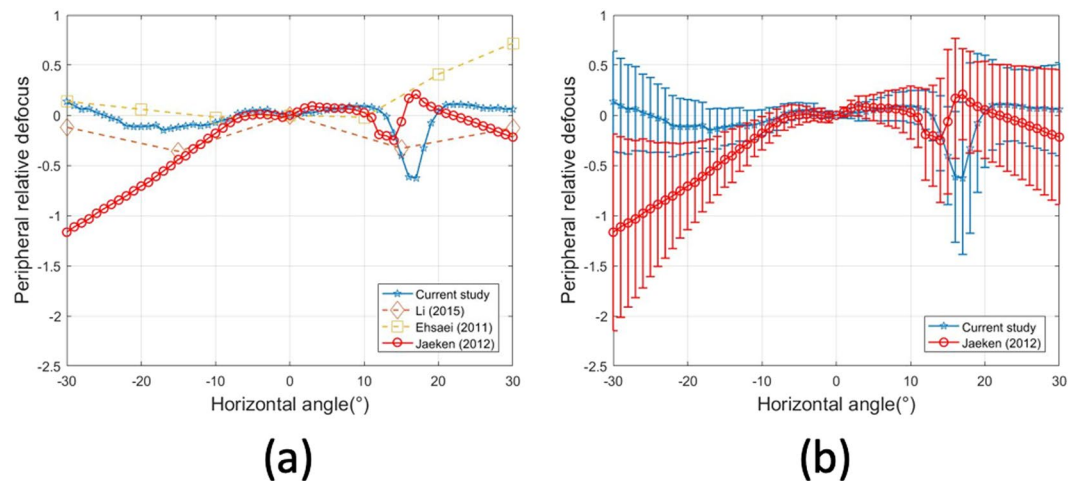 1
0.5
0
-0.5
-1
-1.5
-2
-2.5
-30 -20 -10 0 10 20 30
Peripheral relative defocus
Horizontal angle(°)
Current study
Li (2015)
Ehsaei (2011)
Jaeken (2012)
(a)
1
0.5
0
-0.5
-1
-1.5
-2
-2.5
-30 -20 -10 0 10 20 30
Peripheral relative defocus
Horizontal angle(°)
Current study
Jaeken (2012)
(b)